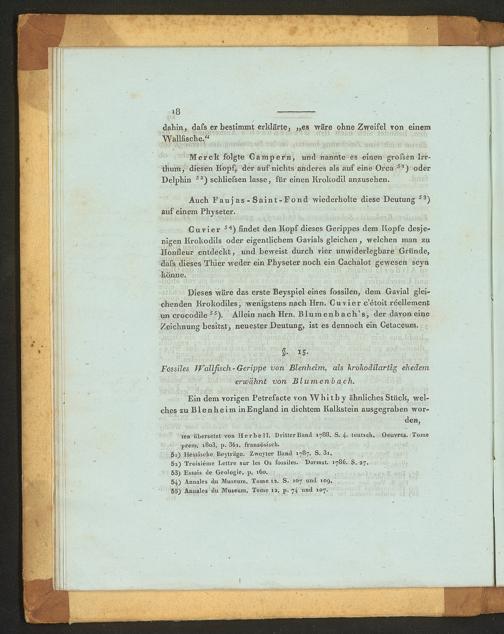 18
dahin, dafs er bestimmt erklärte, „es wäre ohne Zweifel von einem
Wallfische.“
Merck folgte Campern, und nannte es einen grofsen Irr-
thum, diesen Kopf, der auf nichts anderes als auf eine Orca 51) oder
Delphin 52) schliefsen lasse, für einen Krokodil anzusehen.
Auch Faujas-Saint-Fond wiederholte diese Deutung 53)
auf einem Physeter.
Cuvier 54) findet den Kopf dieses Gerippes dem Kopfe desje-
nigen Krokodils oder eigentlichem Gavials gleichen, welchen man zu
Honfleur entdeckt, und beweist durch vier unwiderlegbare Gründe,
dafs dieses Thier weder ein Physeter noch ein Cachalot gewesen seyn
könne.
Dieses wäre das erste Beyspiel eines fossilen, dem Gavial glei-
chenden Krokodiles, wenigstens nach Hrn. Cuvier c'étoit réellement
un crocodile 55). Allein nach Hrn. Blumenbach's, der davon eine
Zeichnung besitzt, neuester Deutung, ist es dennoch ein Cetaceum.
§. 15.
Fossiles Wallfisch-Gerippe von Blenheim, als krokodilartig ehedem
erwähnt von Blumenbach.
Ein dem vorigen Petrefacte von Whitby ähnliches Stück, wel-
ches zu Blenheim in England in dichtem Kalkstein ausgegraben wor-
den,
ten übersetzt von Herbell. Dritter Band 1788. S. 4. teutsch. Oeuvres. Tome
prem. 1803, p. 362. französisch.
51) Hessische Beyträge. Zweyter Band 1787. S. 31.
52) Troisième Lettre sur les Os fossiles. Darmst. 1786. S. 27.
53) Essais de Geologie, p. 160.
54) Annales du Museum. Tome 12. S. 107 und 109.
55) Annales du Museum. Tome 12, p. 74 und 107.